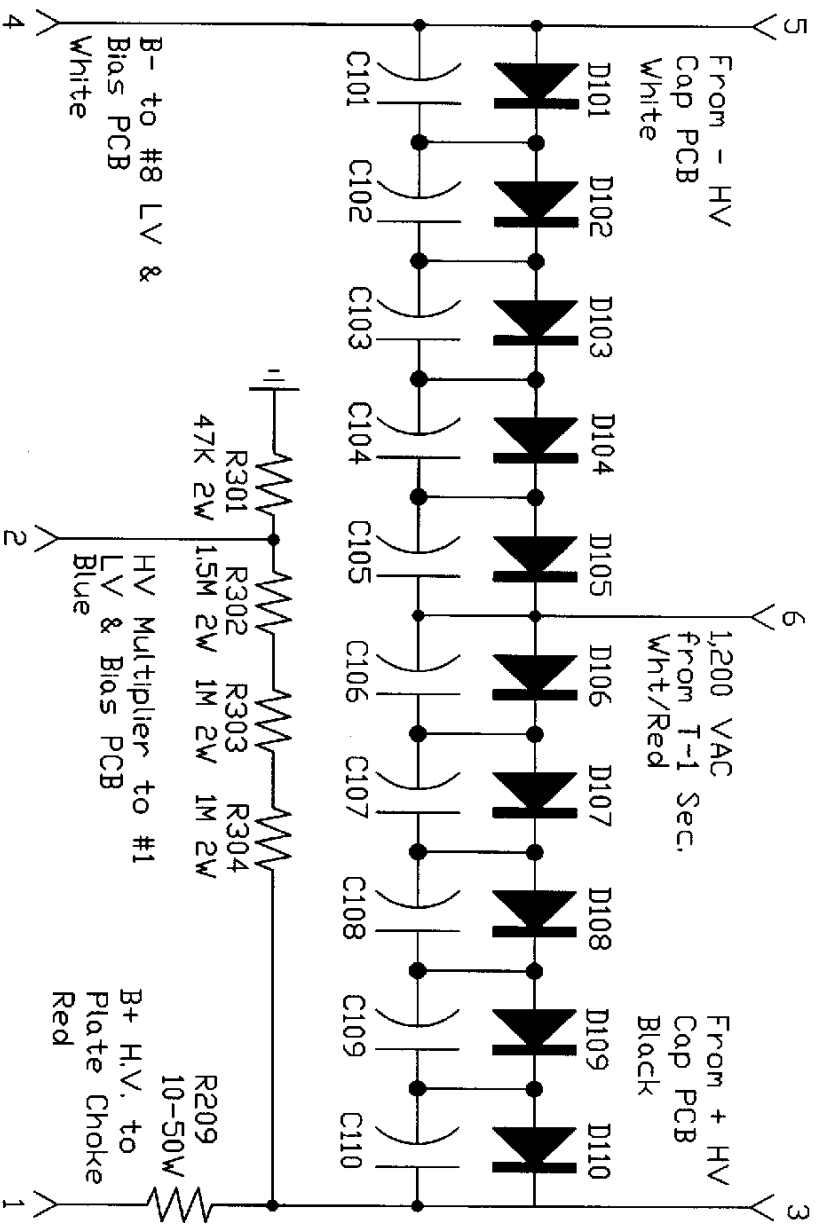 5
From - HV
Cap PCB
White
6
1,200 VAC
from T-1 Sec.
Wht/Red
3
From + HV
Cap PCB
Black
D101
D102
D103
D104
D105
D106
D107
D108
D109
D110
C101
C102
C103
C104
C105
C106
C107
C108
C109
C110
R301
47K 2W
R302
1.5M 2W
R303
1M 2W
R304
1M 2W
R209
10-50W
4
B- to #8 LV &
Bias PCB
White
2
HV Multiplier to #1
LV & Bias PCB
Blue
1
B+ H.V. to
Plate Choke
Red